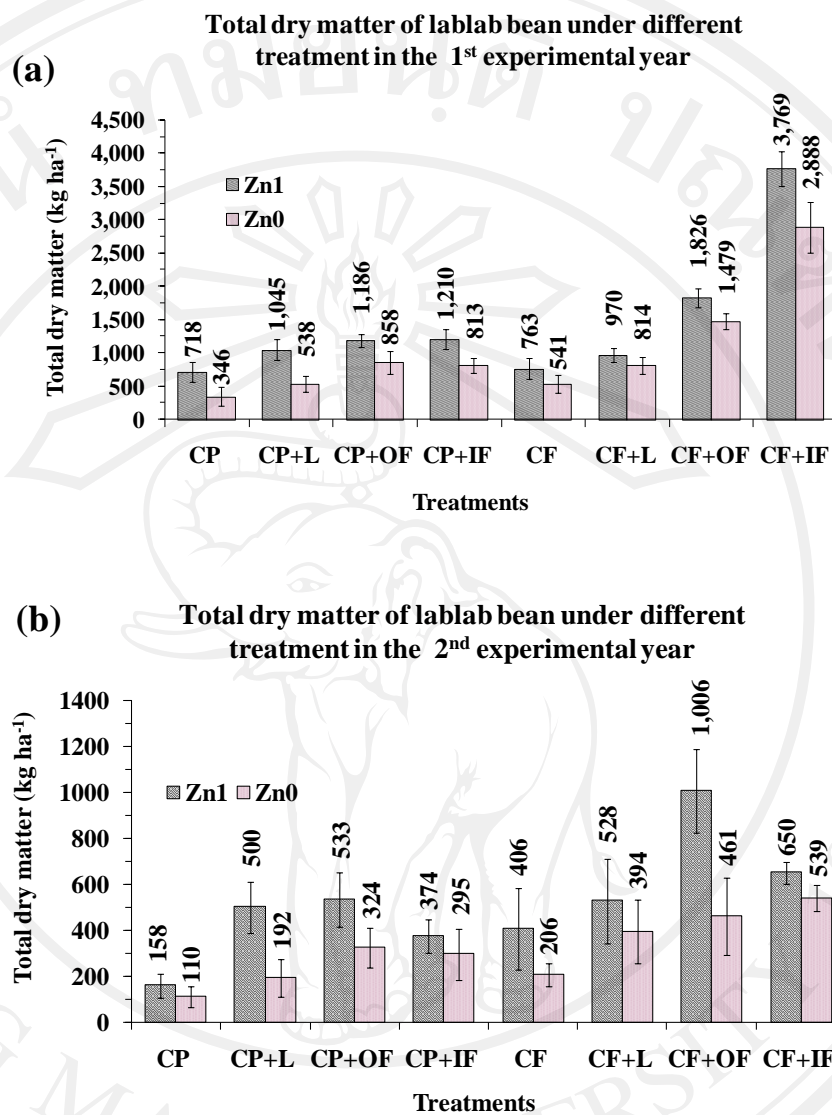 (a)
Total dry matter of lablab bean under different
treatment in the 1st experimental year
Total dry matter (kg ha-1)
4,500
4,000
3,500
3,000
2,500
2,000
1,500
1,000
500
0
Zn1
Zn0
718 346 1,045 538 1,186 858 1,210 813 763 541 970 814 1,826 1,479 3,769 2,888
CP CP+L CP+OF CP+IF CF CF+L CF+OF CF+IF
Treatments
(b)
Total dry matter of lablab bean under different
treatment in the 2nd experimental year
Total dry matter (kg ha-1)
1400
1200
1000
800
600
400
200
0
Zn1 Zn0
158 110 500 192 533 324 374 295 406 206 528 394 1,006 461 650 539
CP CP+L CP+OF CP+IF CF CF+L CF+OF CF+IF
Treatments